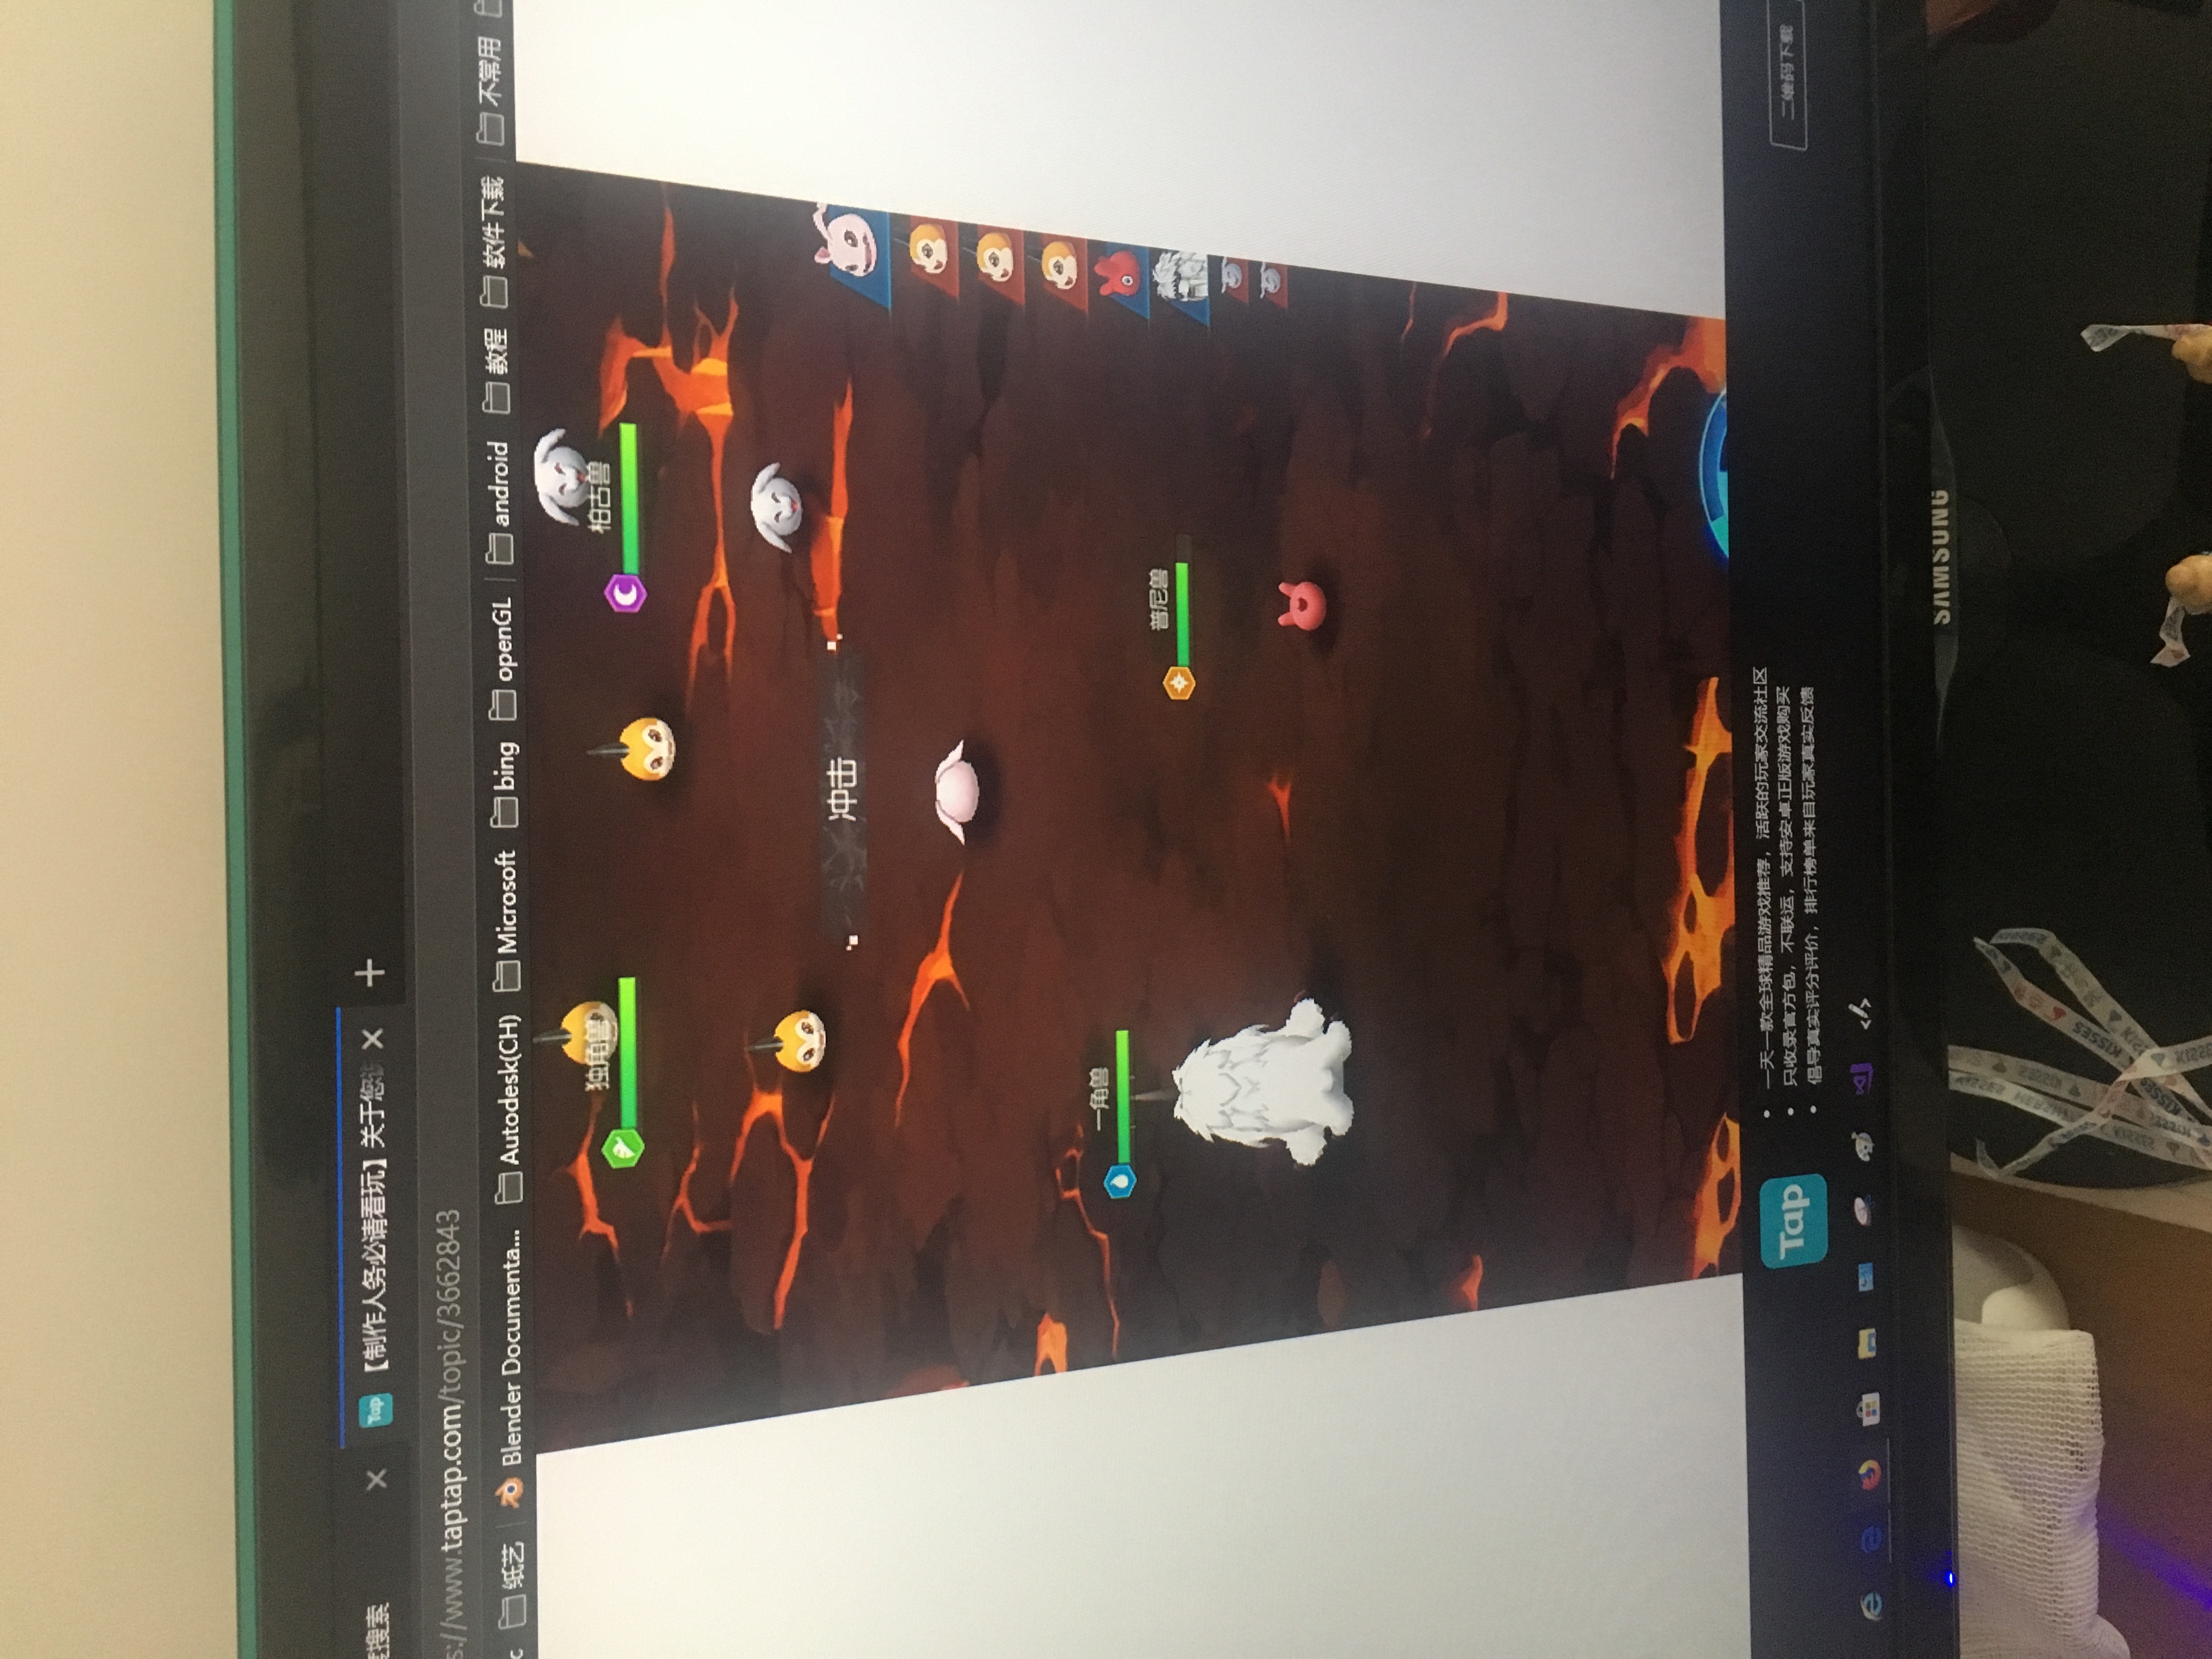 度搜索
Tap 【制作人务必请看玩】关于您
s://www.taptap.com/topic/3662843
c 纸艺 Blender Documenta... Autodesk(CH) Microsoft bing openGL android 教程 软件下载 不常用
独角兽
柏古兽
冲击
一角兽
普尼兽
Tap
一天一款全球精品游戏推荐，活跃的玩家交流社区
只收录官方包，不联运，支持安卓正版游戏购买
倡导真实评分评价，排行榜单来自玩家真实反馈
二维码下载
SAMSUNG
KISSES
KISSES
KISSES